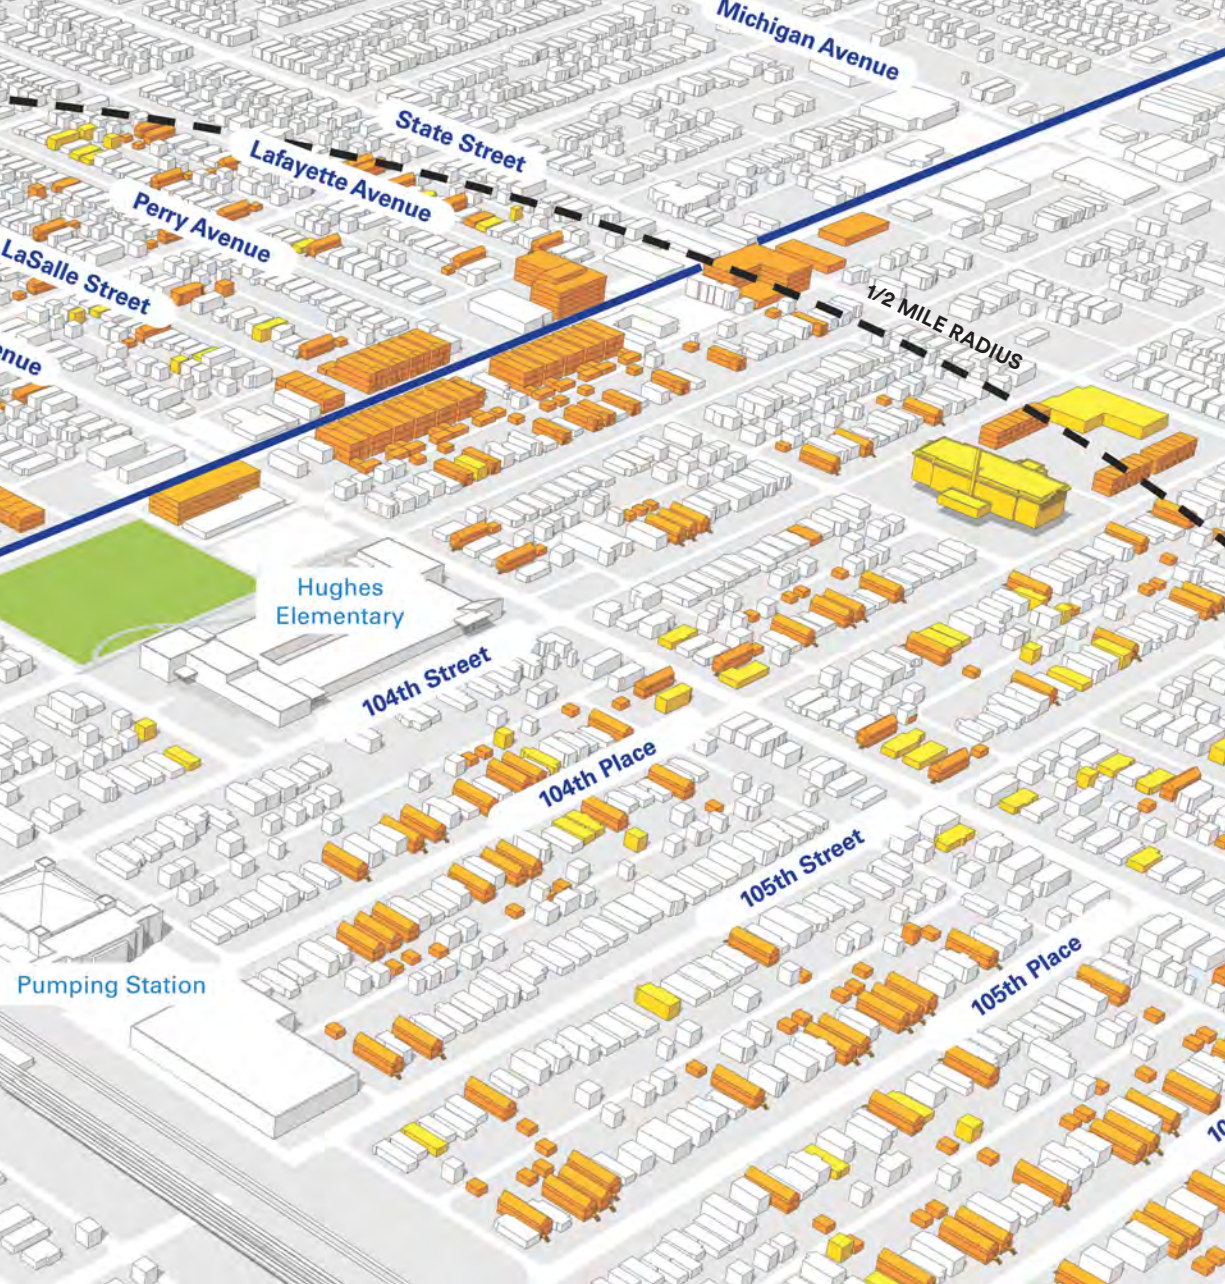 Michigan Avenue
State Street
Lafayette Avenue
Perry Avenue
LaSalle Street
enue
1/2 MILE RADIUS
Hughes
Elementary
104th Street
104th Place
105th Street
105th Place
Pumping Station
10